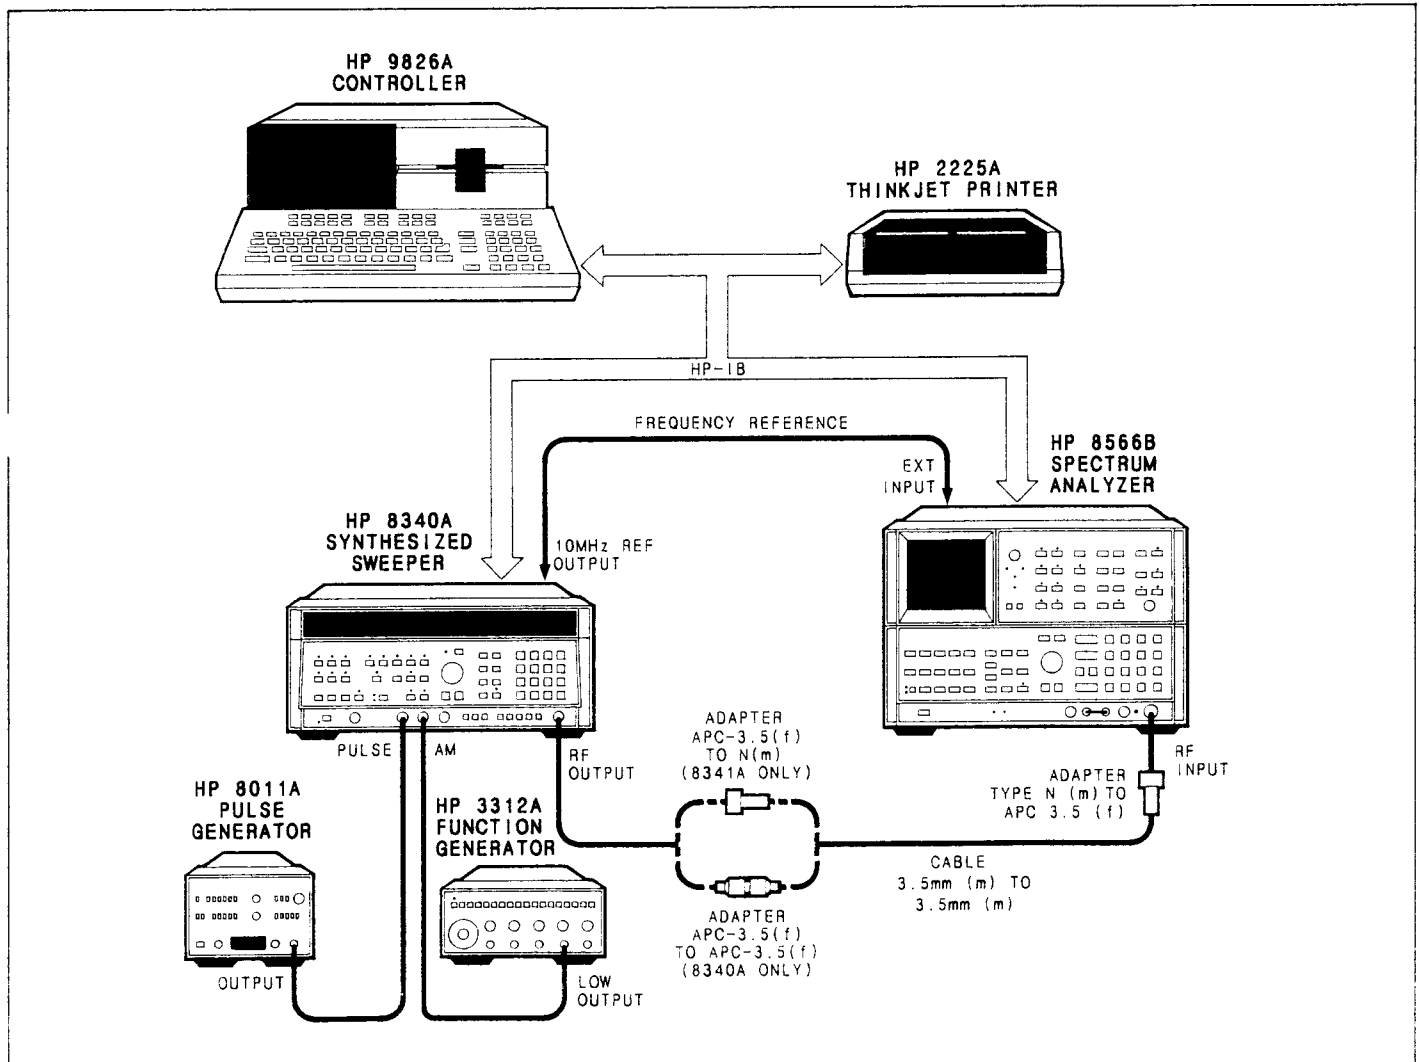 HP 9826A
CONTROLLER
HP 2225A
THINKJET PRINTER
HP-IB
FREQUENCY REFERENCE
HP 8566B
SPECTRUM
ANALYZER
EXT
INPUT
HP 8340A
SYNTHESIZED
SWEEPER
10MHz REF
OUTPUT
PULSE
AM
RF
OUTPUT
ADAPTER
APC-3.5(f)
TO N(m)
(8341A ONLY)
RF
INPUT
ADAPTER
TYPE N (m) TO
APC 3.5 (f)
HP 8011A
PULSE
GENERATOR
HP 3312A
FUNCTION
GENERATOR
CABLE
3.5mm (m) TO
3.5mm (m)
ADAPTER
APC-3.5(f)
TO APC-3.5(f)
(8340A ONLY)
OUTPUT
LOW
OUTPUT